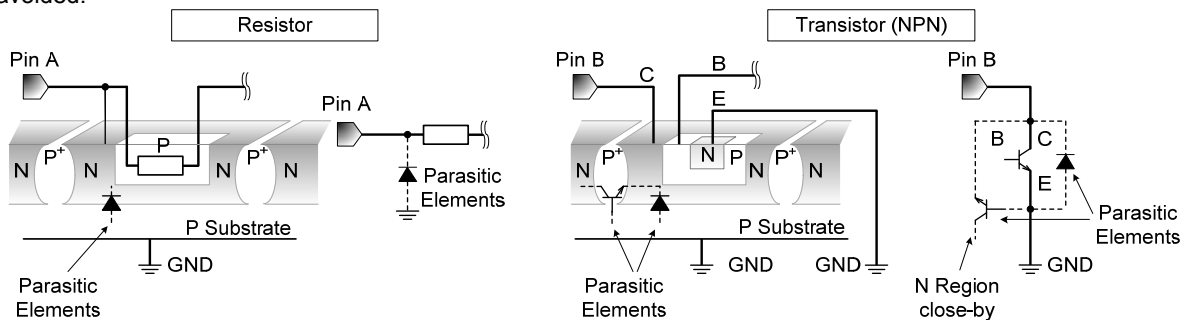 avoided.
Resistor
Transistor (NPN)
Pin A
Pin A
N
P+
N
P
N
P+
N
Parasitic
Elements
P Substrate
GND
Parasitic
Elements
Pin B
C
B
E
N
P+
N
N
P
N
P+
N
P Substrate
GND
GND
Parasitic
Elements
Pin B
B
C
E
Parasitic
Elements
GND
N Region
close-by